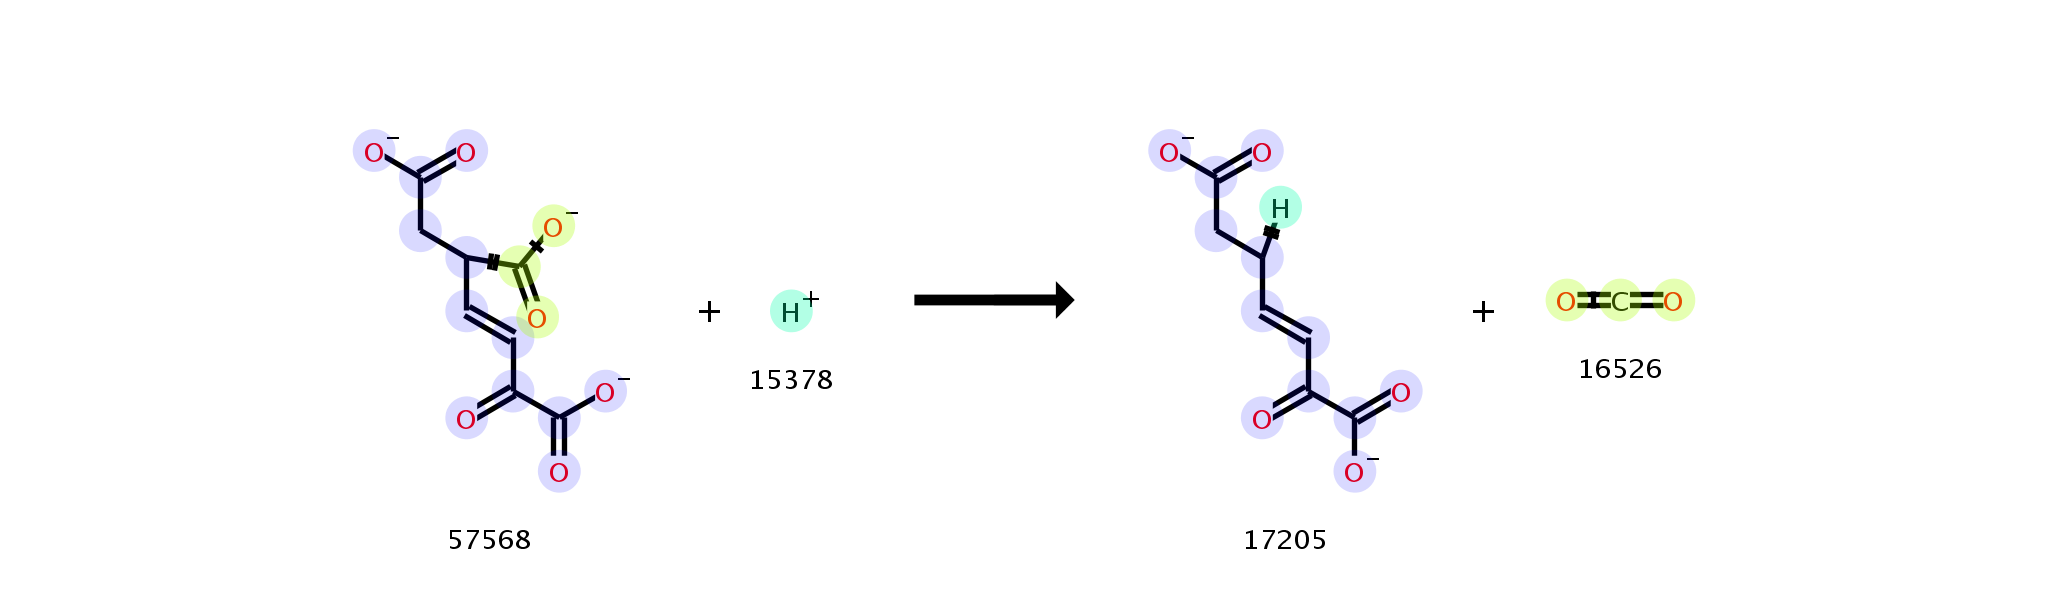 O− O O−
O− O H
O
+ H+ O C O
+
O
15378 16526
O O− O O
O O−
57568 17205